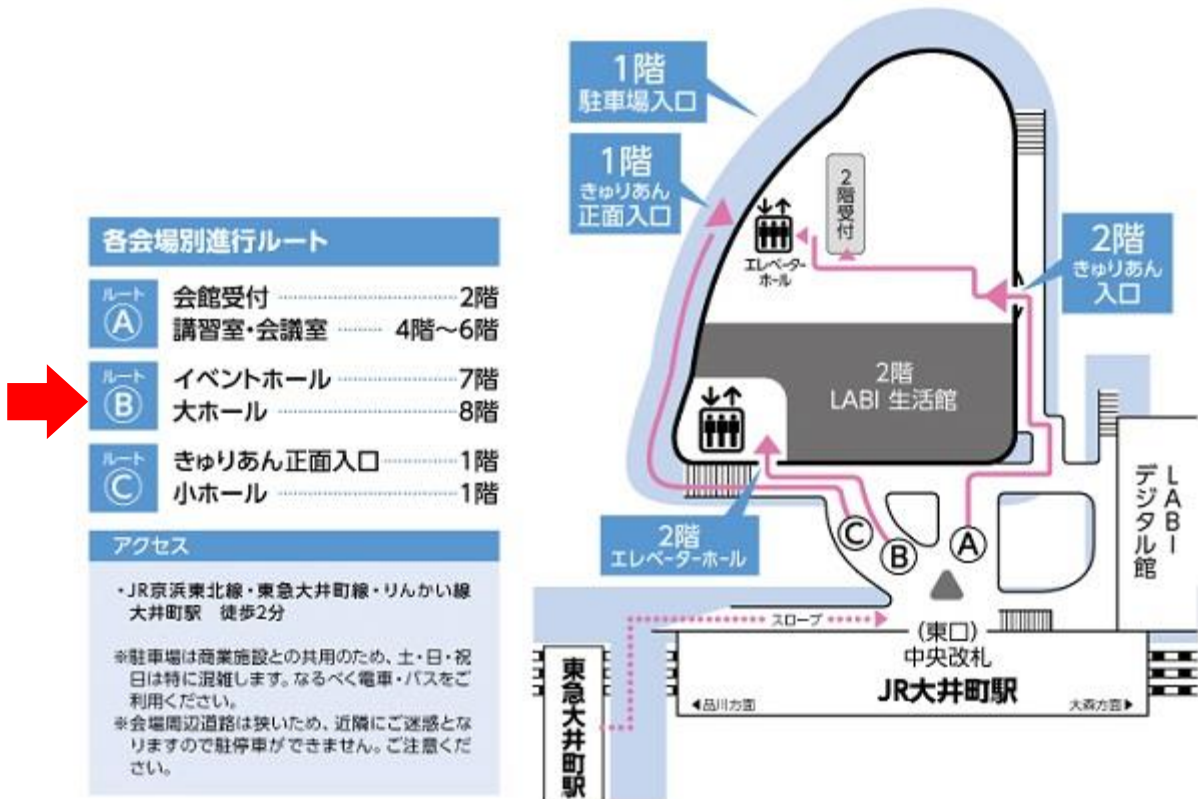 各会場別進行ルート
ルート
A
会館受付 2階
講習室・会議室 4階～6階
ルート
B
イベントホール 7階
大ホール 8階
ルート
C
きゅりあん正面入口 1階
小ホール 1階
アクセス
・JR京浜東北線・東急大井町線・りんかい線
大井町駅　徒歩2分
※駐車場は商業施設との共用のため、土・日・祝
日は特に混雑します。なるべく電車・バスをご
利用ください。
※会場周辺道路は狭いため、近隣にご迷惑とな
りますので駐停車ができません。ご注意くだ
さい。
1階
駐車場入口
1階
きゅりあん
正面入口
2階受付
エレベーター
ホール
2階
きゅりあん
入口
2階
LABI 生活館
2階
エレベーターホール
C
B
A
LABI
デジタル館
スロープ
(東口)
中央改札
JR大井町駅
◀品川方面
大森方面▶
東急大井町駅